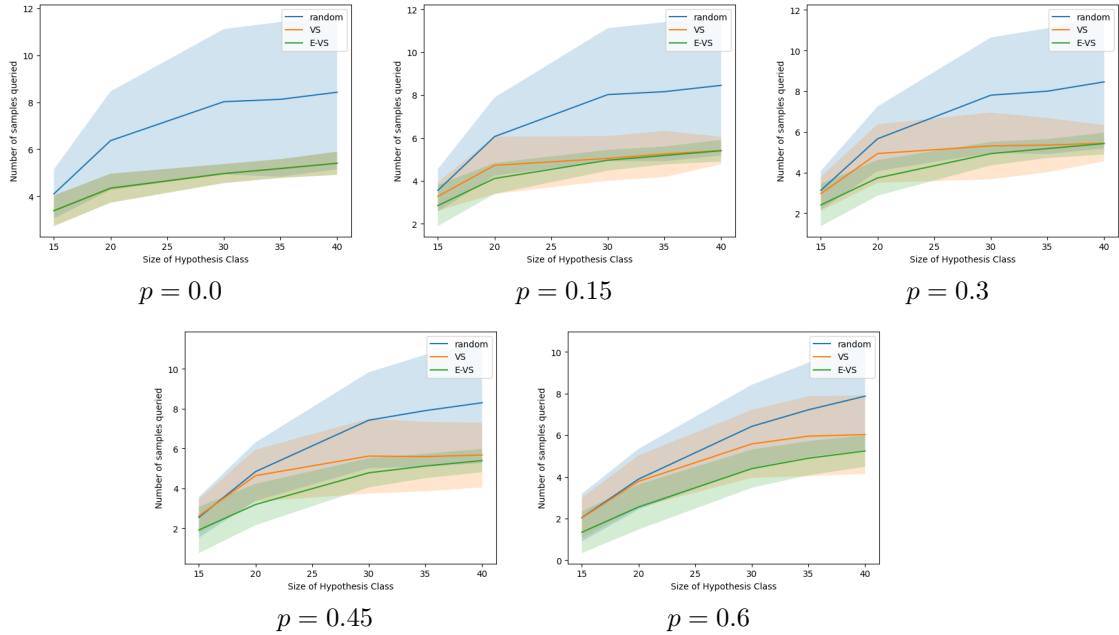 12
10
8
6
4
15 20 25 30 35 40
Number of samples queried
Size of Hypothesis Class
random
VS
E-VS
p = 0.0
12
10
8
6
4
2
15 20 25 30 35 40
Number of samples queried
Size of Hypothesis Class
random
VS
E-VS
p = 0.15
12
10
8
6
4
2
15 20 25 30 35 40
Number of samples queried
Size of Hypothesis Class
random
VS
E-VS
p = 0.3
10
8
6
4
2
15 20 25 30 35 40
Number of samples queried
Size of Hypothesis Class
random
VS
E-VS
p = 0.45
10
8
6
4
2
0
15 20 25 30 35 40
Number of samples queried
Size of Hypothesis Class
random
VS
E-VS
p = 0.6